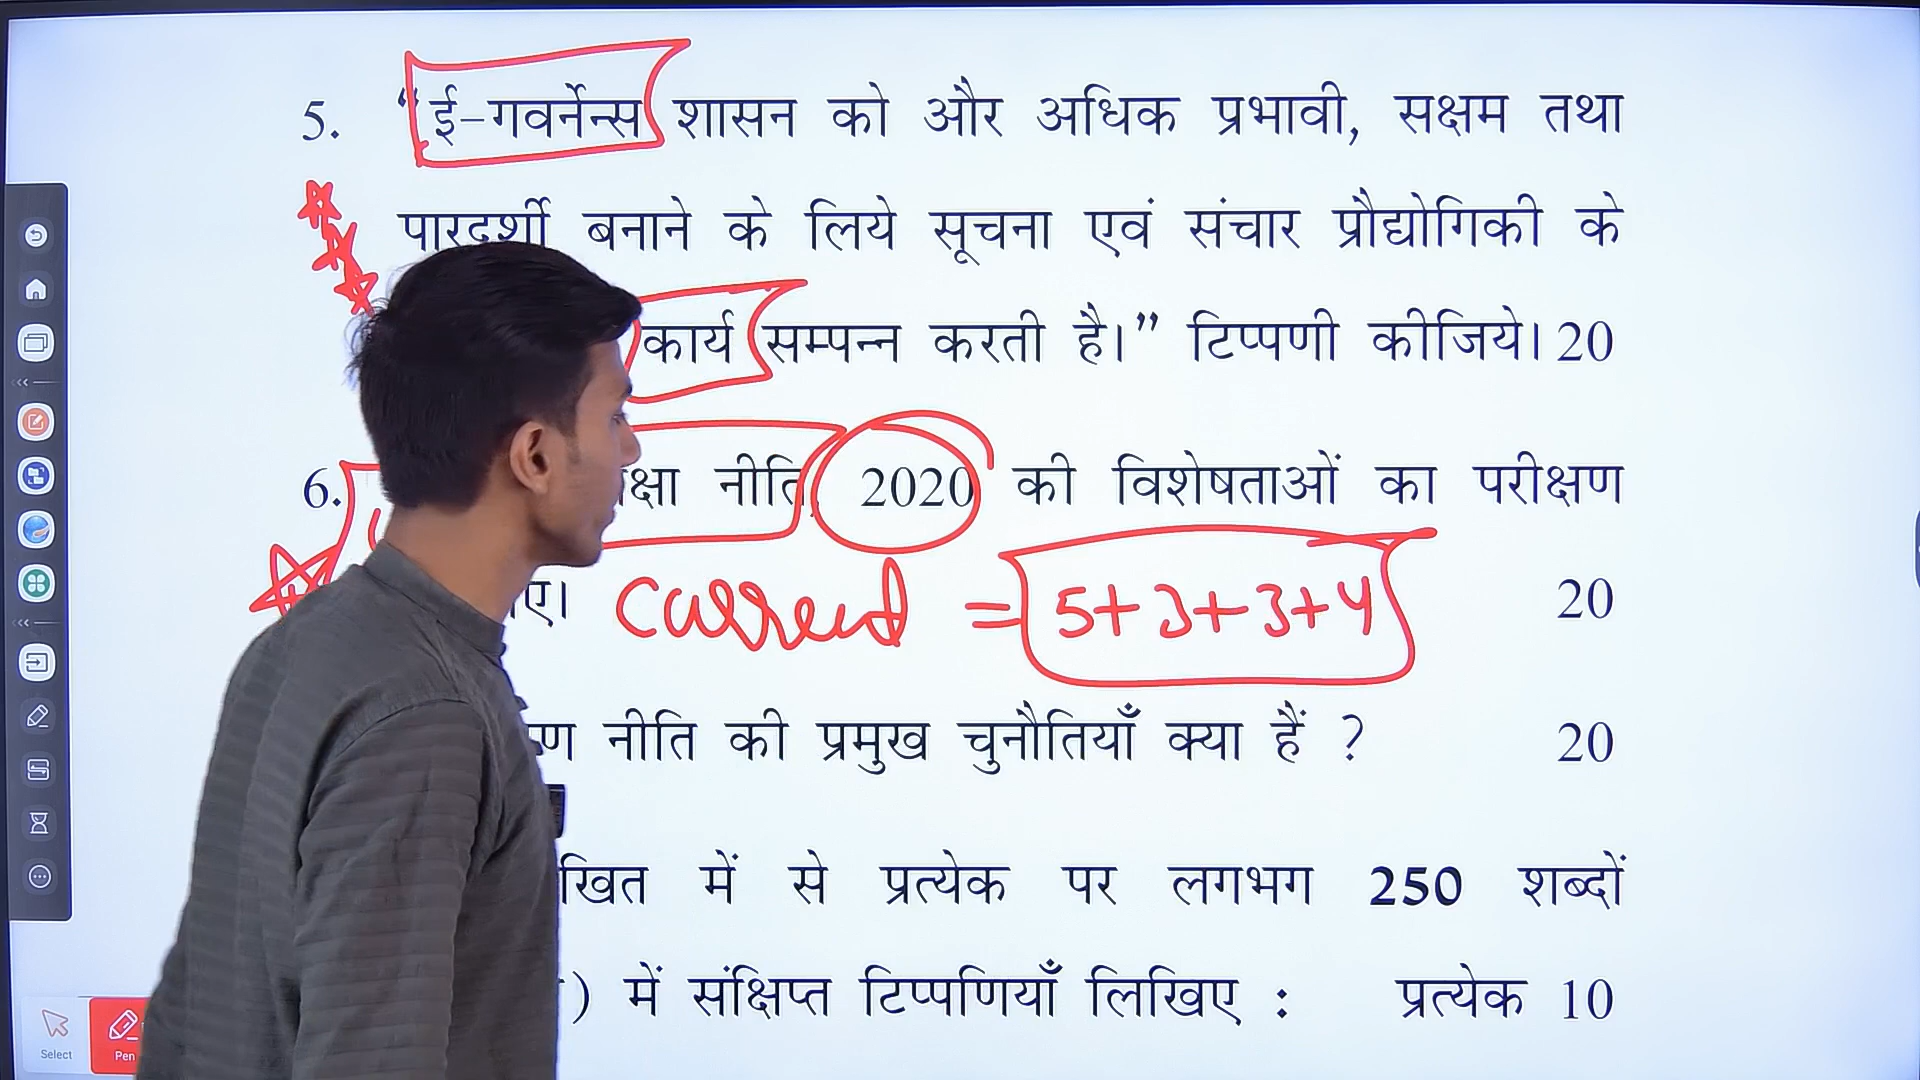 5. “ई-गवर्नेन्स शासन को और अधिक प्रभावी, सक्षम तथा
पारदर्शी बनाने के लिये सूचना एवं संचार प्रौद्योगिकी के
कार्य सम्पन्न करती है।” टिप्पणी कीजिये। 20
6. नीति, 2020 की विशेषताओं का परीक्षण
current = 5+3+3+4 20
नीति की प्रमुख चुनौतियाँ क्या हैं ? 20
में से प्रत्येक पर लगभग 250 शब्दों
) में संक्षिप्त टिप्पणियाँ लिखिए : प्रत्येक 10
Select Pen